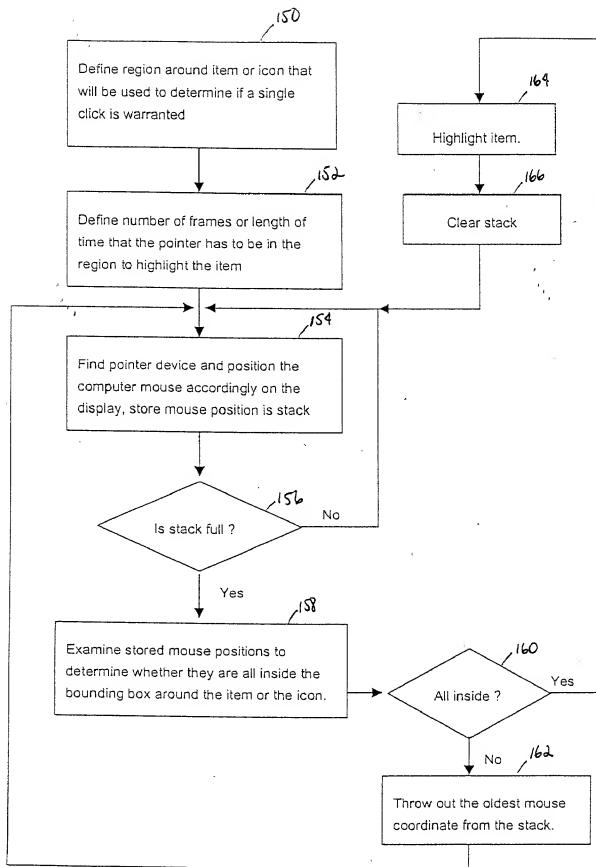 150
Define region around item or icon that
will be used to determine if a single
click is warranted
152
Define number of frames or length of
time that the pointer has to be in the
region to highlight the item
154
Find pointer device and position the
computer mouse accordingly on the
display, store mouse position is stack
156
Is stack full ?
No
Yes
158
Examine stored mouse positions to
determine whether they are all inside the
bounding box around the item or the icon.
160
All inside ?
Yes
No
162
Throw out the oldest mouse
coordinate from the stack.
164
Highlight item.
166
Clear stack